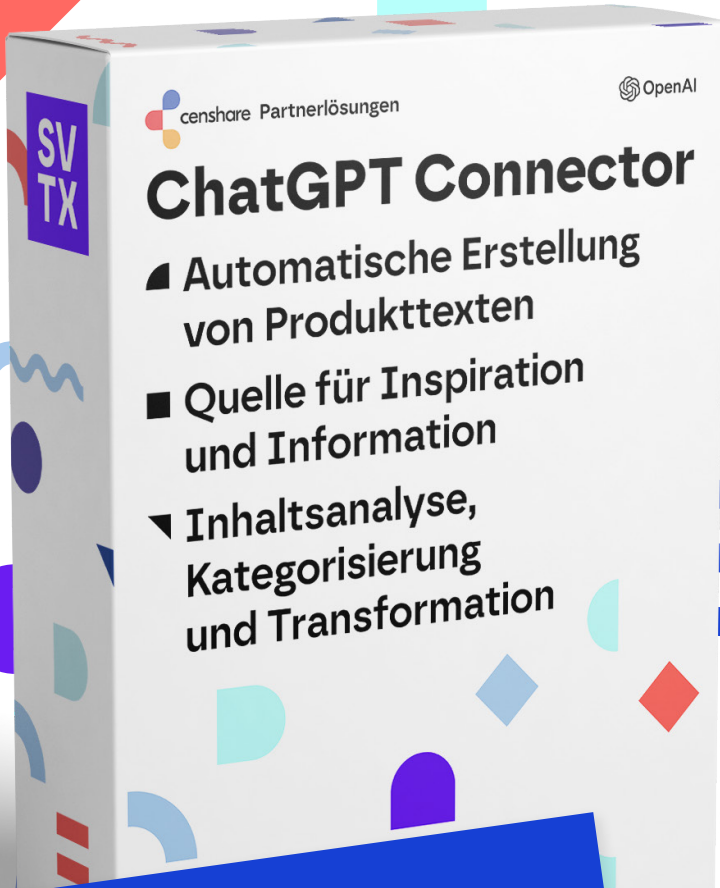 SV
TX
censhare Partnerlösungen
OpenAI
ChatGPT Connector
Automatische Erstellung
von Produkttexten
Quelle für Inspiration
und Information
Inhaltsanalyse,
Kategorisierung
und Transformation